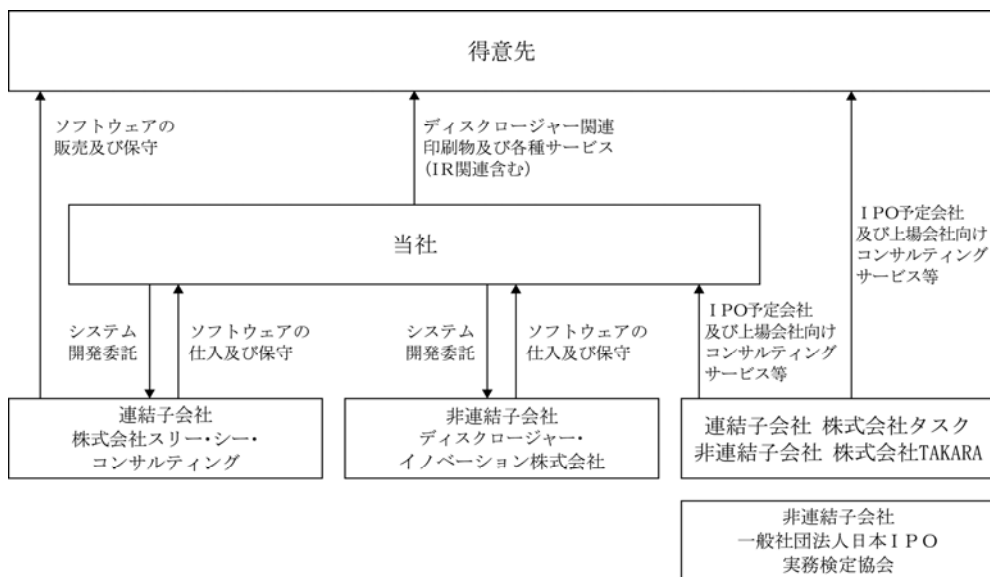 得意先
ソフトウェアの
販売及び保守
ディスクロージャー関連
印刷物及び各種サービス
(IR関連含む)
ＩＰＯ予定会社
及び上場会社向け
コンサルティング
サービス等
当社
システム
開発委託
ソフトウェアの
仕入及び保守
システム
開発委託
ソフトウェアの
仕入及び保守
ＩＰＯ予定会社
及び上場会社向け
コンサルティング
サービス等
連結子会社
株式会社スリー・シー・
コンサルティング
非連結子会社
ディスクロージャー・
イノベーション株式会社
連結子会社 株式会社タスク
非連結子会社 株式会社TAKARA
非連結子会社
一般社団法人日本ＩＰＯ
実務検定協会